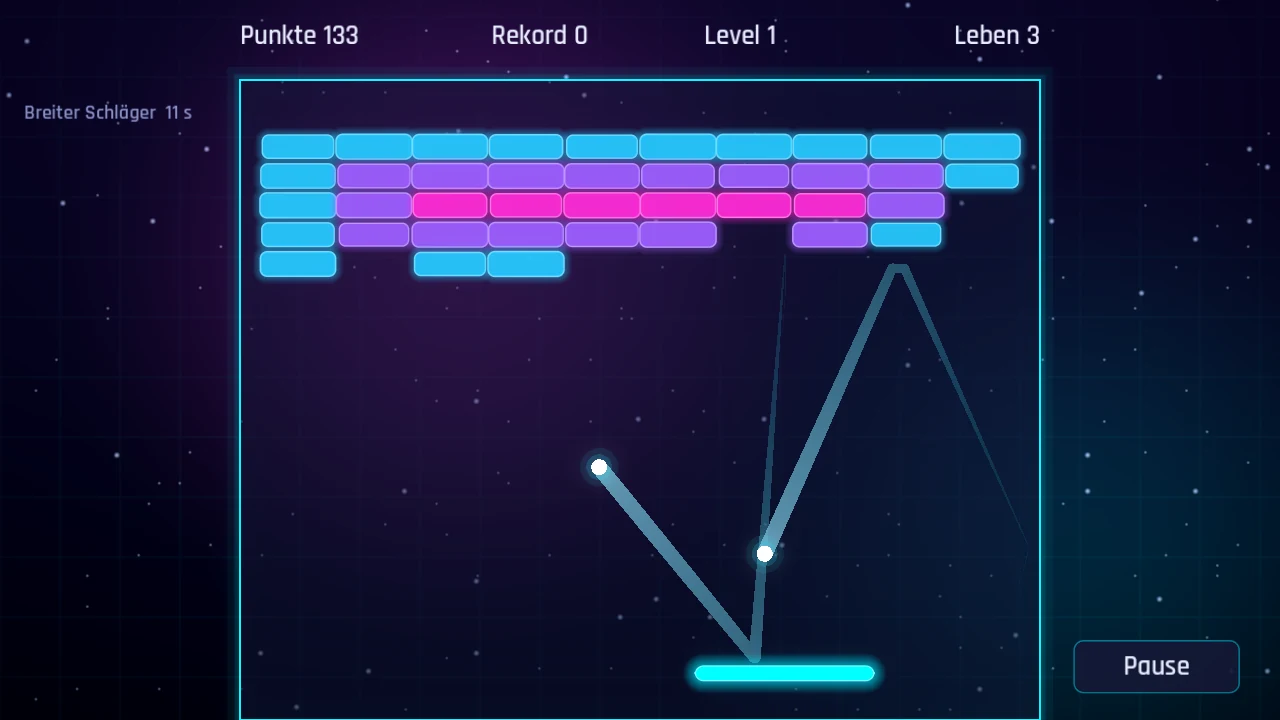 Punkte 133
Rekord 0
Level 1
Leben 3
Breiter Schläger 11 s
Pause